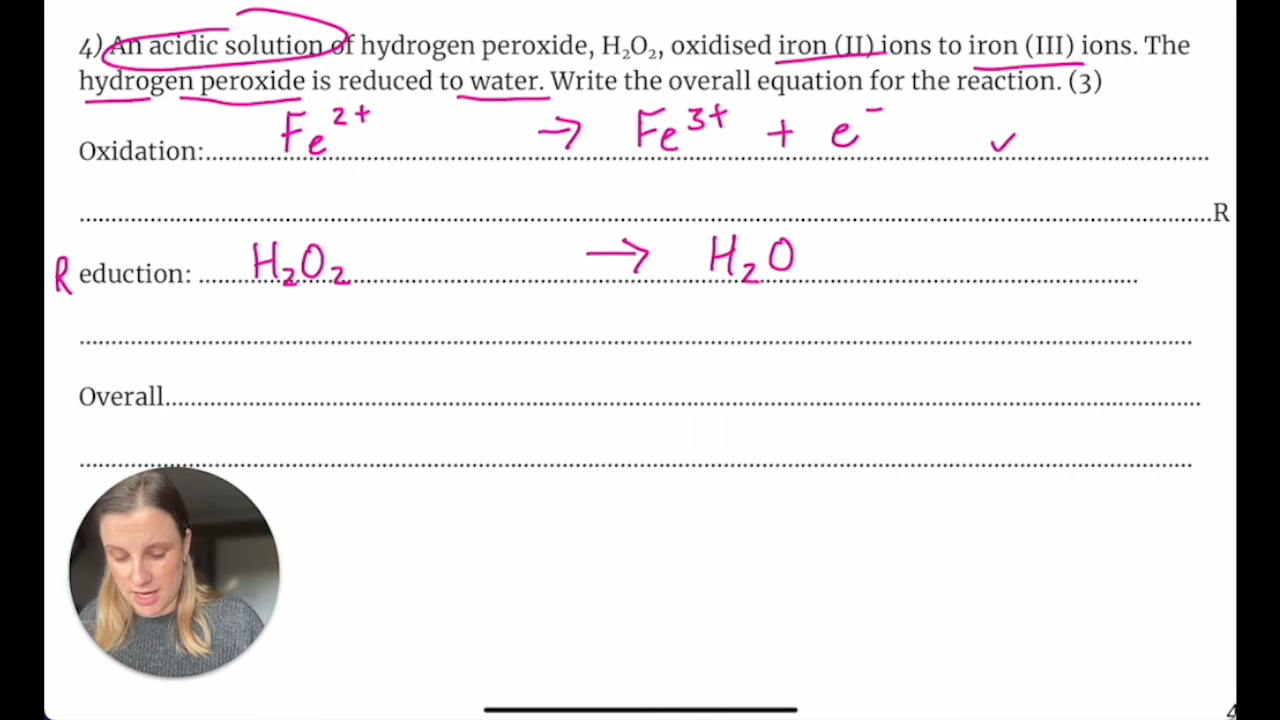 4) An acidic solution of hydrogen peroxide, H₂O₂, oxidised iron (II) ions to iron (III) ions. The
hydrogen peroxide is reduced to water. Write the overall equation for the reaction. (3)
Oxidation: Fe²⁺ → Fe³⁺ + e⁻ ✓
R
Reduction: H₂O₂ → H₂O
Overall